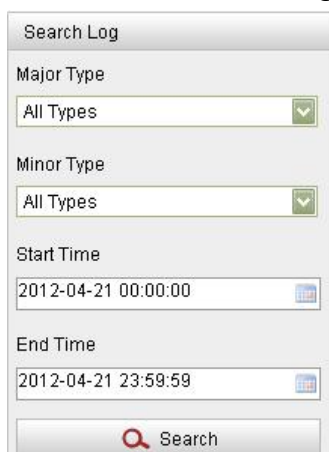 Search Log
Major Type
All Types
Minor Type
All Types
Start Time
2012-04-21 00:00:00
End Time
2012-04-21 23:59:59
Search